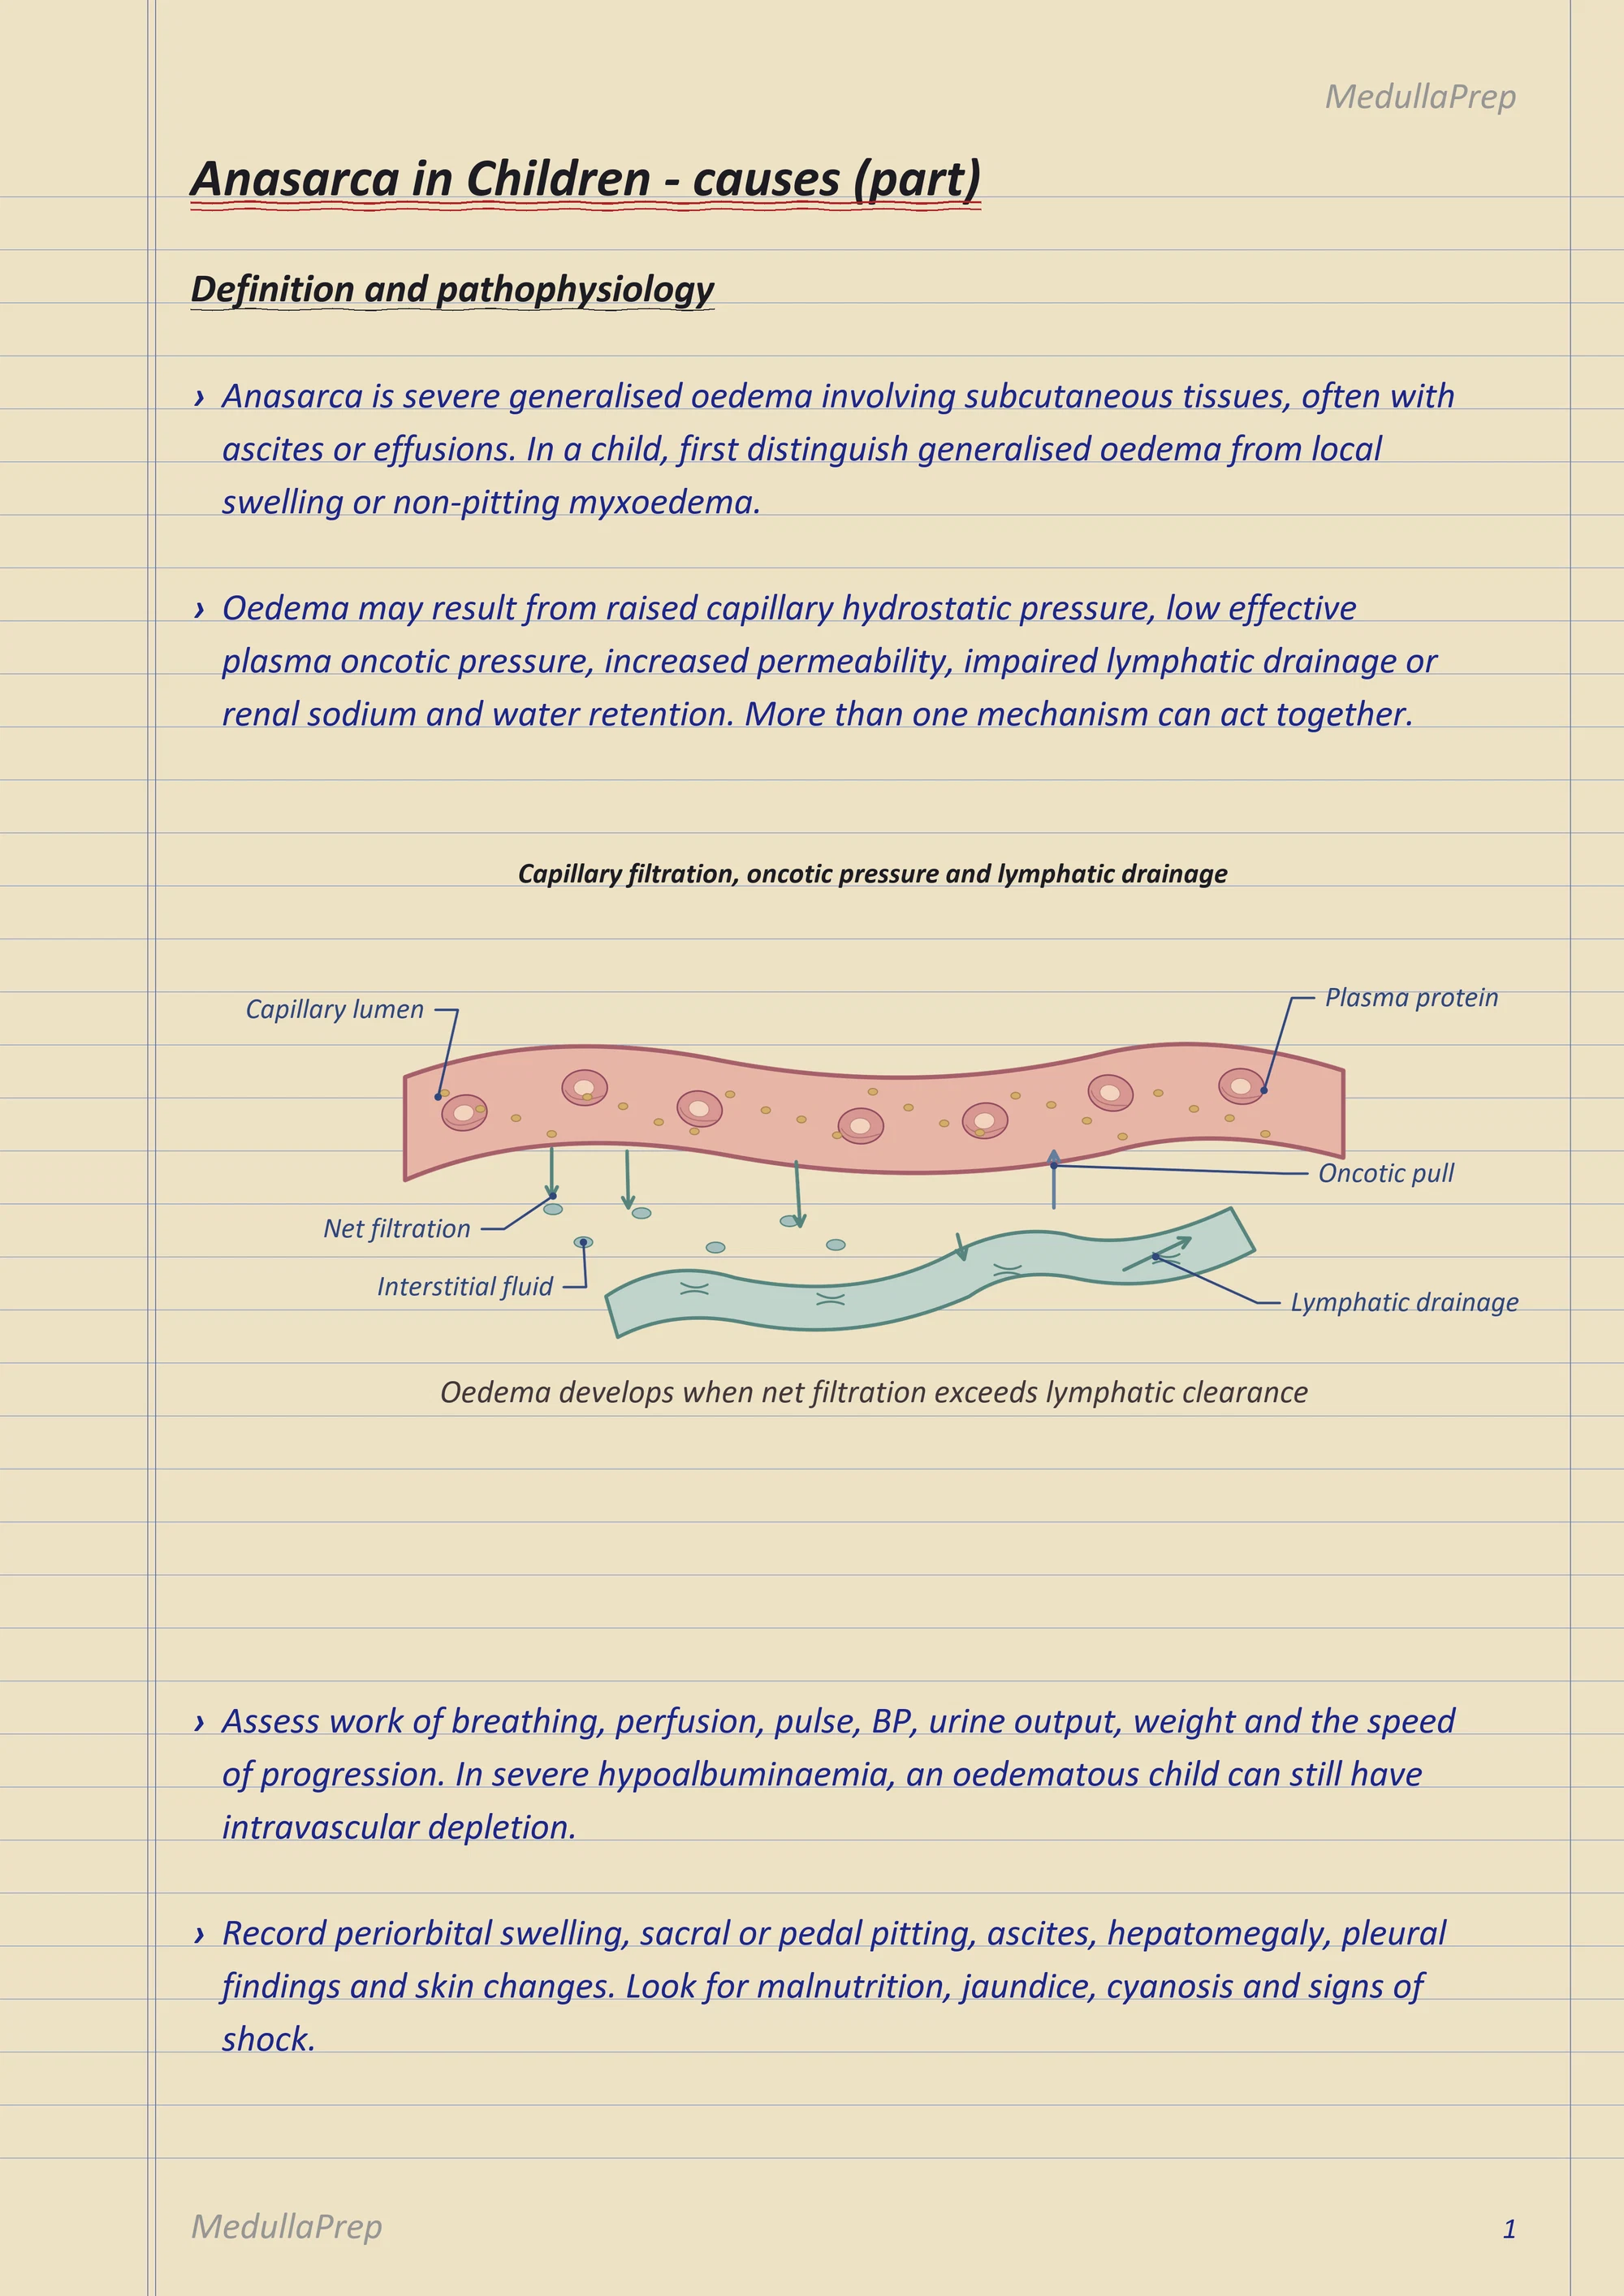 MedullaPrep
Anasarca in Children - causes (part)
Definition and pathophysiology
› Anasarca is severe generalised oedema involving subcutaneous tissues, often with
ascites or effusions. In a child, first distinguish generalised oedema from local
swelling or non-pitting myxoedema.
› Oedema may result from raised capillary hydrostatic pressure, low effective
plasma oncotic pressure, increased permeability, impaired lymphatic drainage or
renal sodium and water retention. More than one mechanism can act together.
Capillary filtration, oncotic pressure and lymphatic drainage
Capillary lumen
Plasma protein
Oncotic pull
Net filtration
Interstitial fluid
Lymphatic drainage
Oedema develops when net filtration exceeds lymphatic clearance
› Assess work of breathing, perfusion, pulse, BP, urine output, weight and the speed
of progression. In severe hypoalbuminaemia, an oedematous child can still have
intravascular depletion.
› Record periorbital swelling, sacral or pedal pitting, ascites, hepatomegaly, pleural
findings and skin changes. Look for malnutrition, jaundice, cyanosis and signs of
shock.
MedullaPrep
1